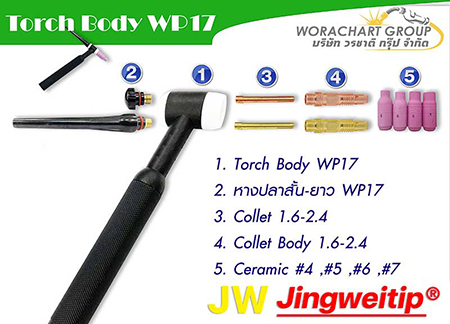 Torch Body WP17
WORACHART GROUP
บริษัท วรชาติ กรุ๊ป จำกัด
2 1 3 4 5
1. Torch Body WP17
2. หางปลาสั้น-ยาว WP17
3. Collet 1.6-2.4
4. Collet Body 1.6-2.4
5. Ceramic #4 ,#5 ,#6 ,#7
JW Jingweitip®